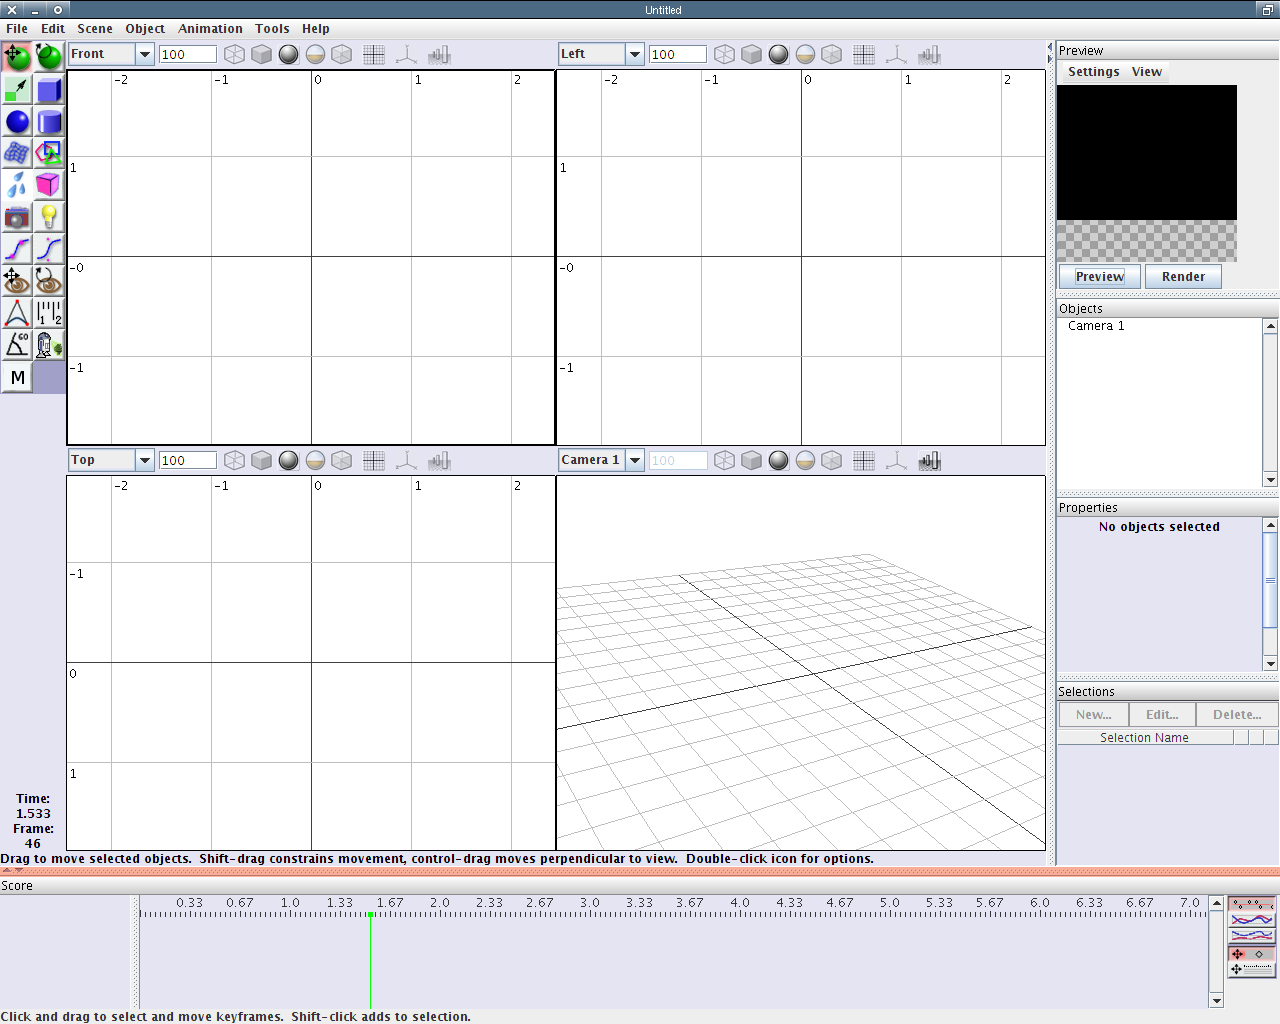 Untitled
File Edit Scene Object Animation Tools Help
Front 100 Left 100
-2 -1 0 1 2
1
-0
-1
-2 -1 0 1 2
1
-0
-1
Top 100 Camera 1 100
-2 -1 0 1 2
-1
0
1
60
1 2
M
Time:
1.533
Frame:
46
Drag to move selected objects. Shift-drag constrains movement, control-drag moves perpendicular to view. Double-click icon for options.
Preview
Settings View
Preview Render
Objects
Camera 1
Properties
No objects selected
Selections
New... Edit... Delete...
Selection Name
Score
0.33 0.67 1.0 1.33 1.67 2.0 2.33 2.67 3.0 3.33 3.67 4.0 4.33 4.67 5.0 5.33 5.67 6.0 6.33 6.67 7.0
Click and drag to select and move keyframes. Shift-click adds to selection.